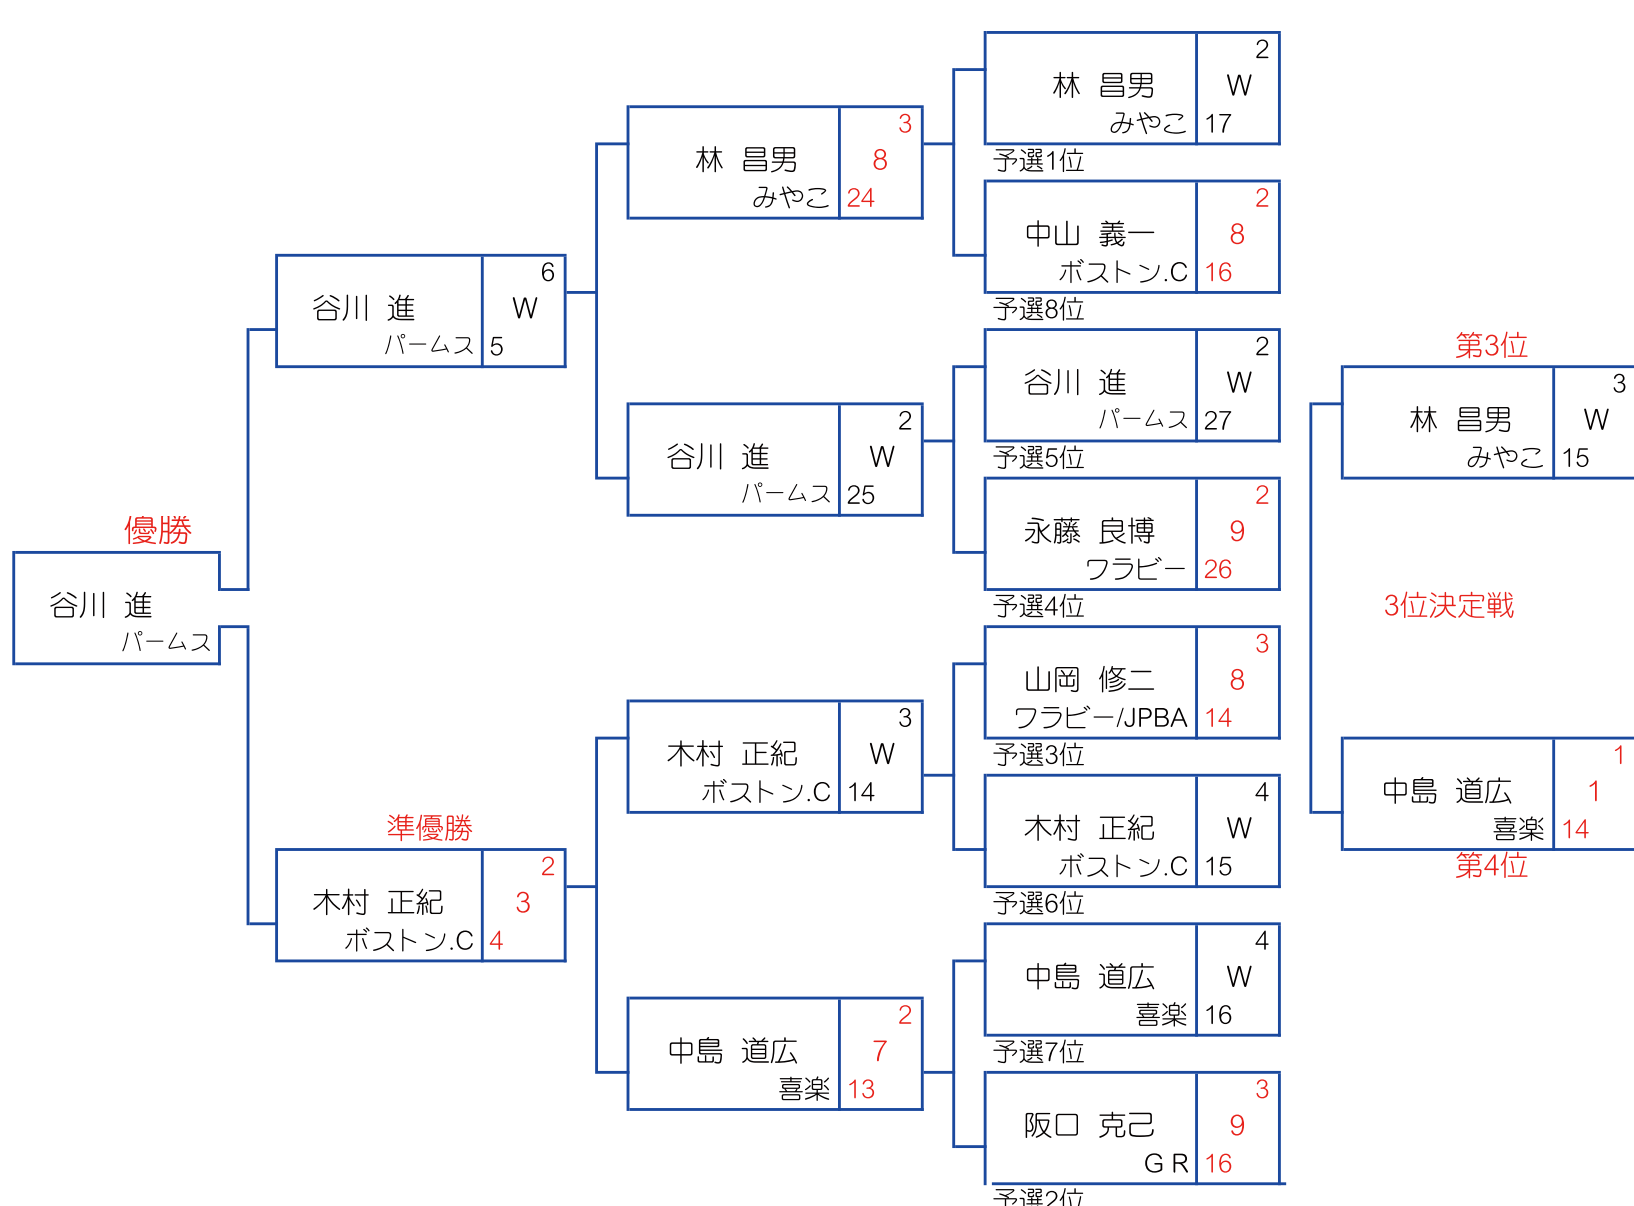 優勝
谷川 進
パームス
6
谷川 進
W
パームス
5
準優勝
2
木村 正紀
3
ボストン.C
4
3
林 昌男
8
みやこ
24
2
谷川 進
W
パームス
25
3
木村 正紀
W
ボストン.C
14
2
中島 道広
7
喜楽
13
2
林 昌男
W
みやこ
17
予選1位
2
中山 義一
8
ボストン.C
16
予選8位
2
谷川 進
W
パームス
27
予選5位
2
永藤 良博
9
ワラビー
26
予選4位
3
山岡 修二
8
ワラビー/JPBA
14
予選3位
4
木村 正紀
W
ボストン.C
15
予選6位
4
中島 道広
W
喜楽
16
予選7位
3
阪口 克己
9
G R
16
予選2位
第3位
3
林 昌男
W
みやこ
15
3位決定戦
1
中島 道広
1
喜楽
14
第4位